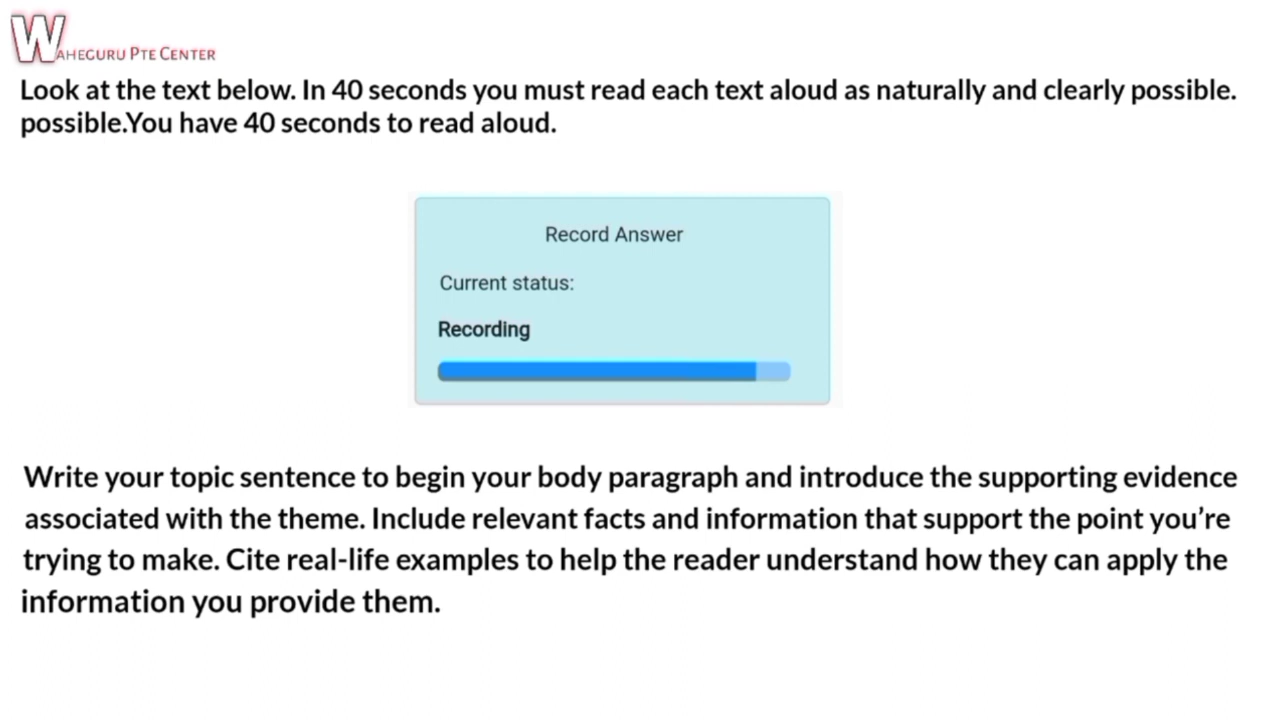 WAHEGURU PTE CENTER
Look at the text below. In 40 seconds you must read each text aloud as naturally and clearly possible.
possible.You have 40 seconds to read aloud.
Record Answer
Current status:
Recording
Write your topic sentence to begin your body paragraph and introduce the supporting evidence
associated with the theme. Include relevant facts and information that support the point you’re
trying to make. Cite real-life examples to help the reader understand how they can apply the
information you provide them.